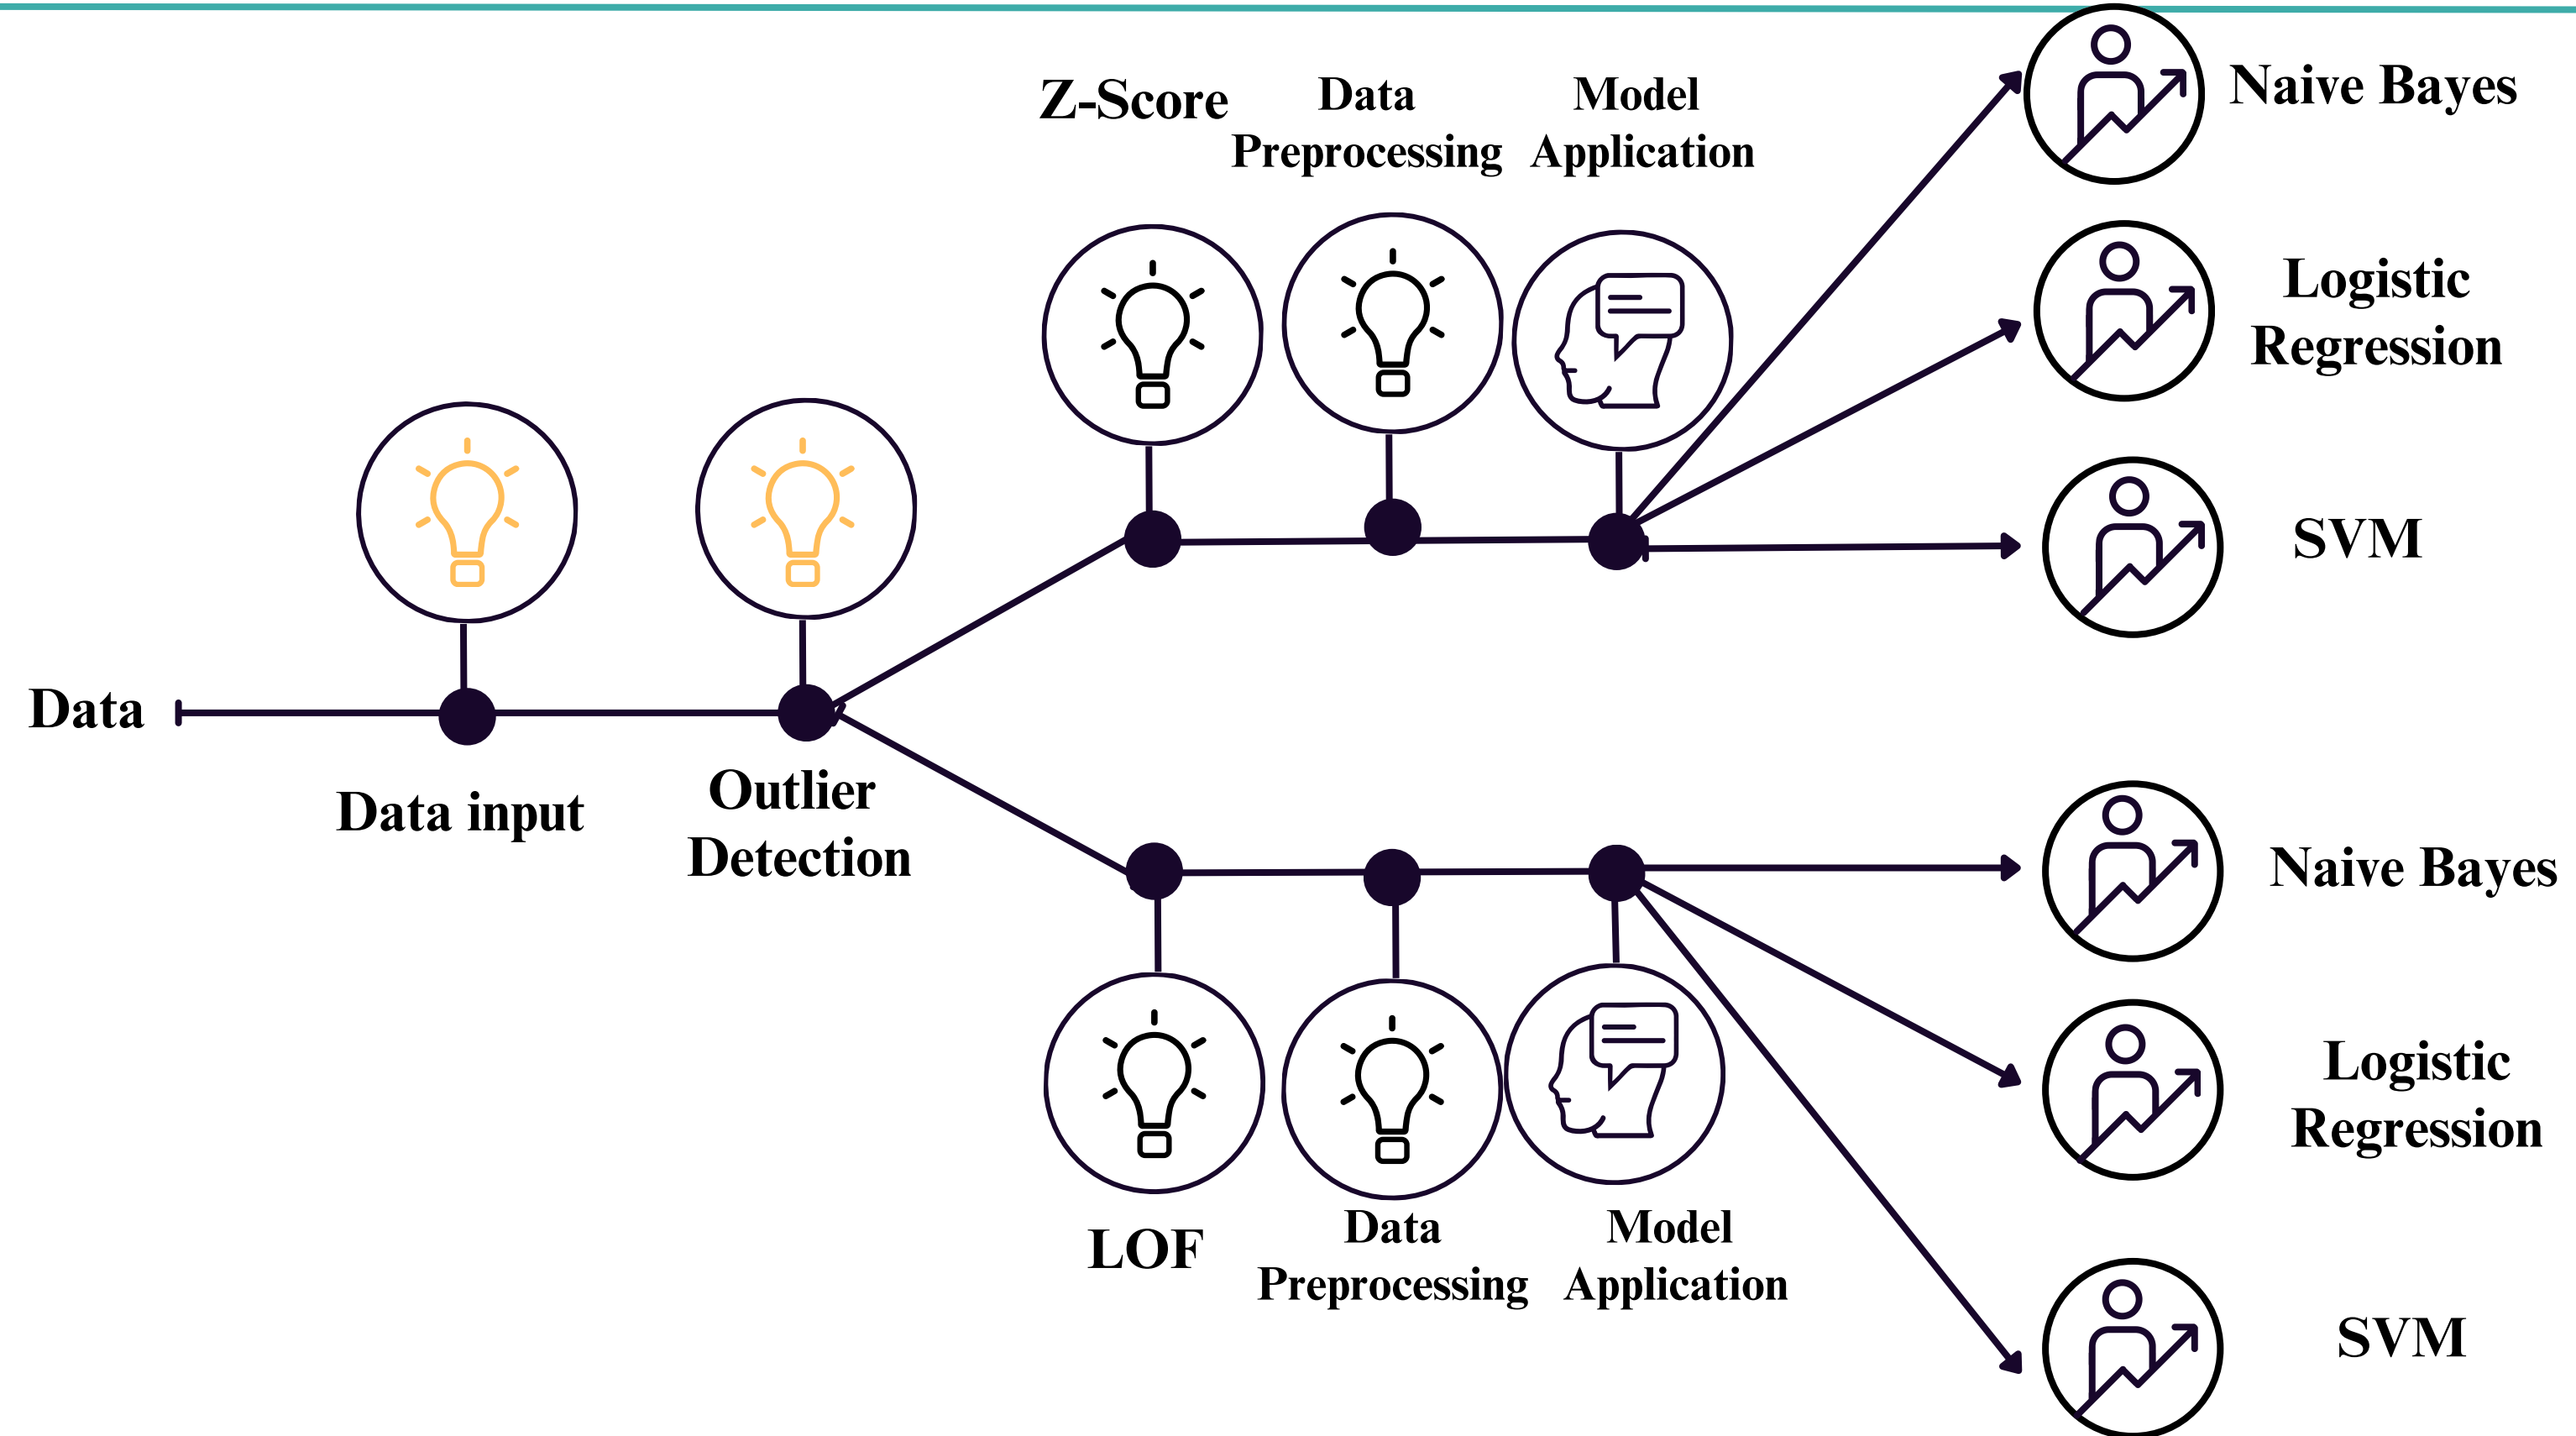 Z-Score
Data
Preprocessing
Model
Application
Naive Bayes
Logistic
Regression
SVM
Data
Data input
Outlier
Detection
Naive Bayes
Logistic
Regression
SVM
LOF
Data
Preprocessing
Model
Application